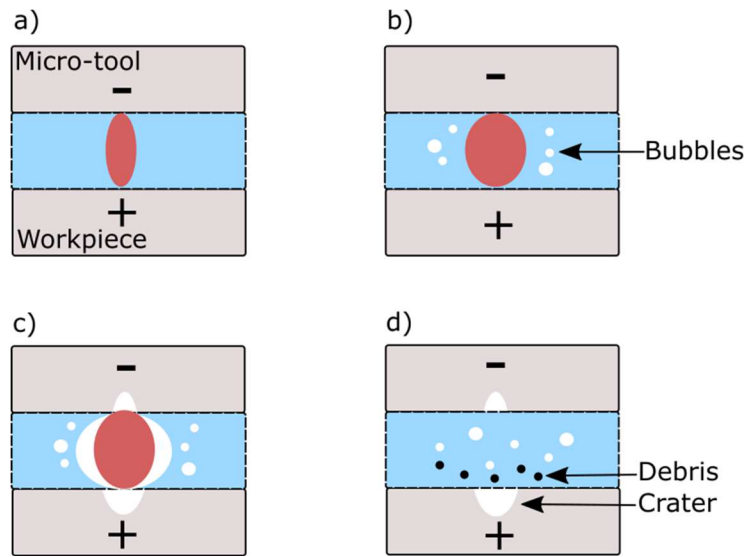 a)
Micro-tool
-
+
Workpiece
b)
-
Bubbles
+
c)
-
+
d)
-
Debris
Crater
+